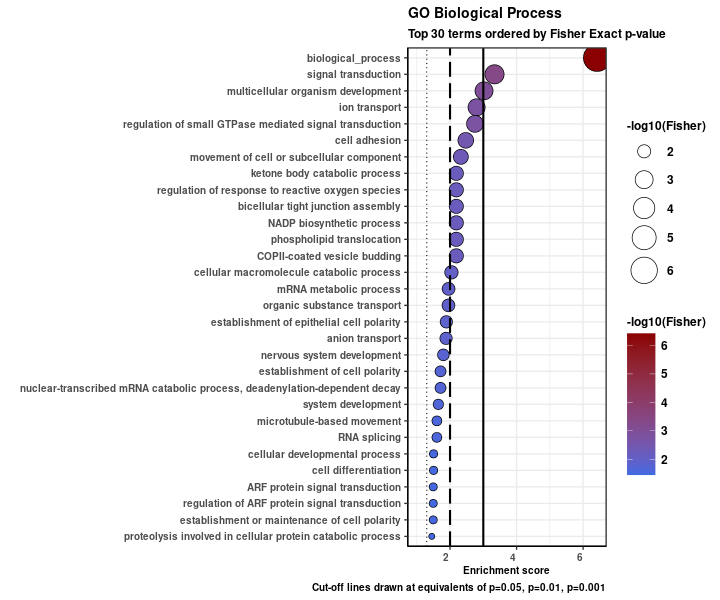 GO Biological Process
Top 30 terms ordered by Fisher Exact p-value
biological_process
signal transduction
multicellular organism development
ion transport
regulation of small GTPase mediated signal transduction
cell adhesion
movement of cell or subcellular component
ketone body catabolic process
regulation of response to reactive oxygen species
bicellular tight junction assembly
NADP biosynthetic process
phospholipid translocation
COPII-coated vesicle budding
cellular macromolecule catabolic process
mRNA metabolic process
organic substance transport
establishment of epithelial cell polarity
anion transport
nervous system development
establishment of cell polarity
nuclear-transcribed mRNA catabolic process, deadenylation-dependent decay
system development
microtubule-based movement
RNA splicing
cellular developmental process
cell differentiation
ARF protein signal transduction
regulation of ARF protein signal transduction
establishment or maintenance of cell polarity
proteolysis involved in cellular protein catabolic process
2 4 6
Enrichment score
Cut-off lines drawn at equivalents of p=0.05, p=0.01, p=0.001
-log10(Fisher)
2
3
4
5
6
-log10(Fisher)
6
5
4
3
2